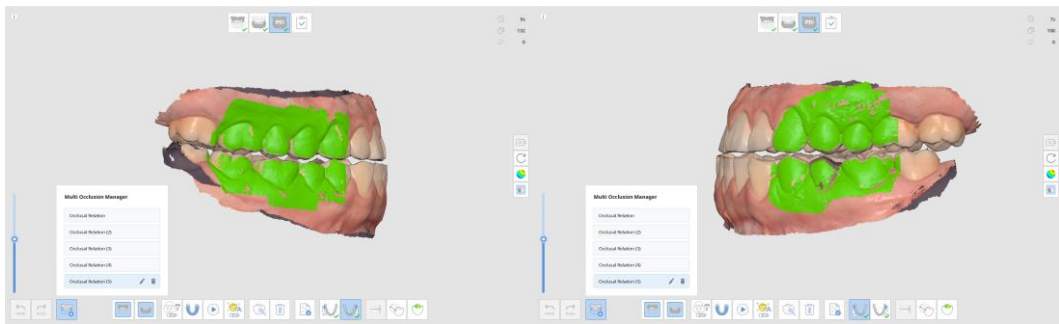 Multi Occlusion Manager
Occlusal Relation
Occlusal Relation (2)
Occlusal Relation (3)
Occlusal Relation (4)
Occlusal Relation (5)
Multi Occlusion Manager
Occlusal Relation
Occlusal Relation (2)
Occlusal Relation (3)
Occlusal Relation (4)
Occlusal Relation (5)